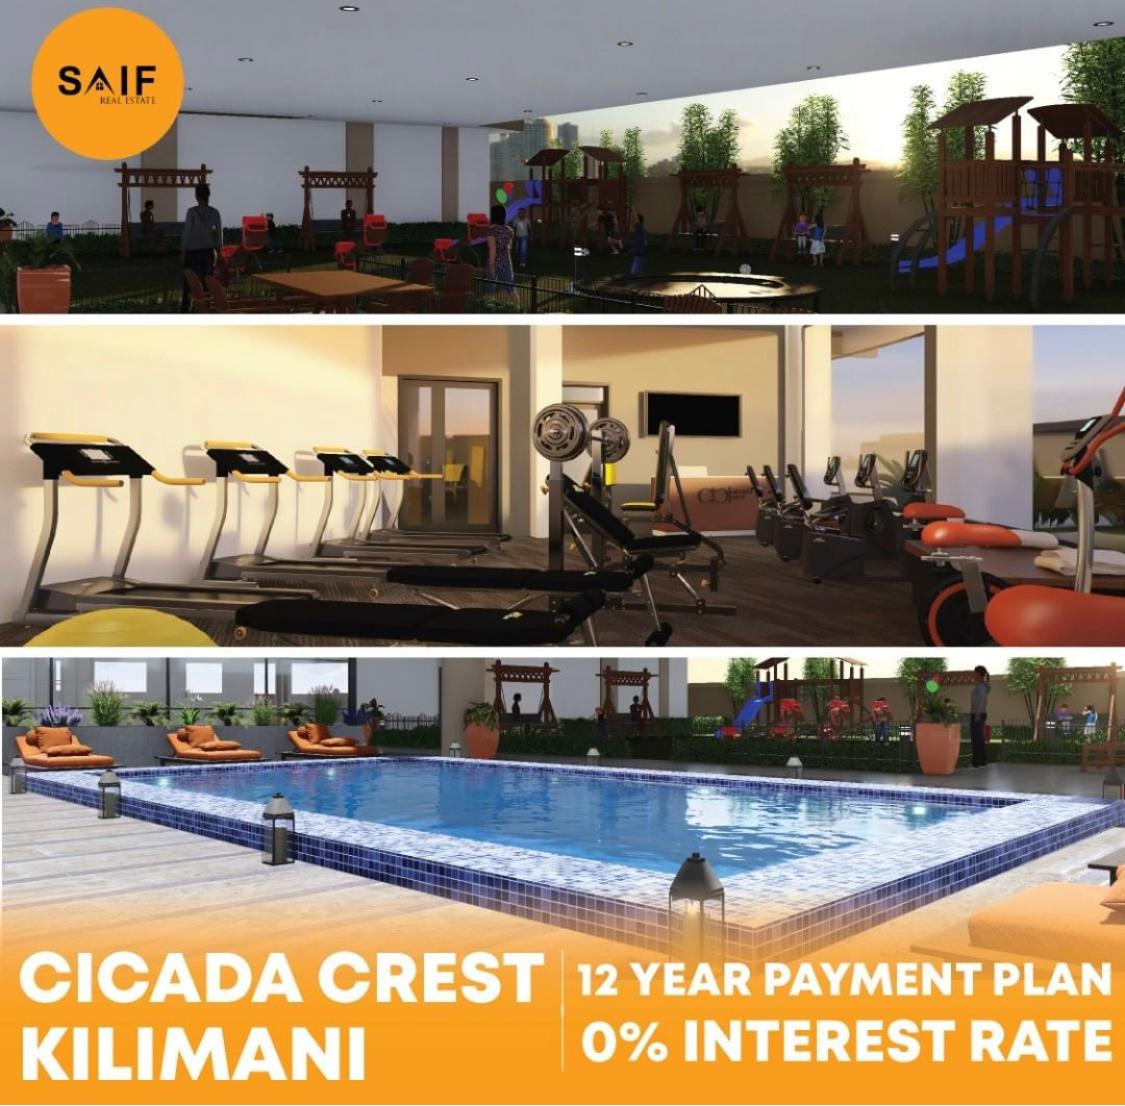 SAIF
REAL ESTATE
CICADA CREST
KILIMANI
12 YEAR PAYMENT PLAN
0% INTEREST RATE